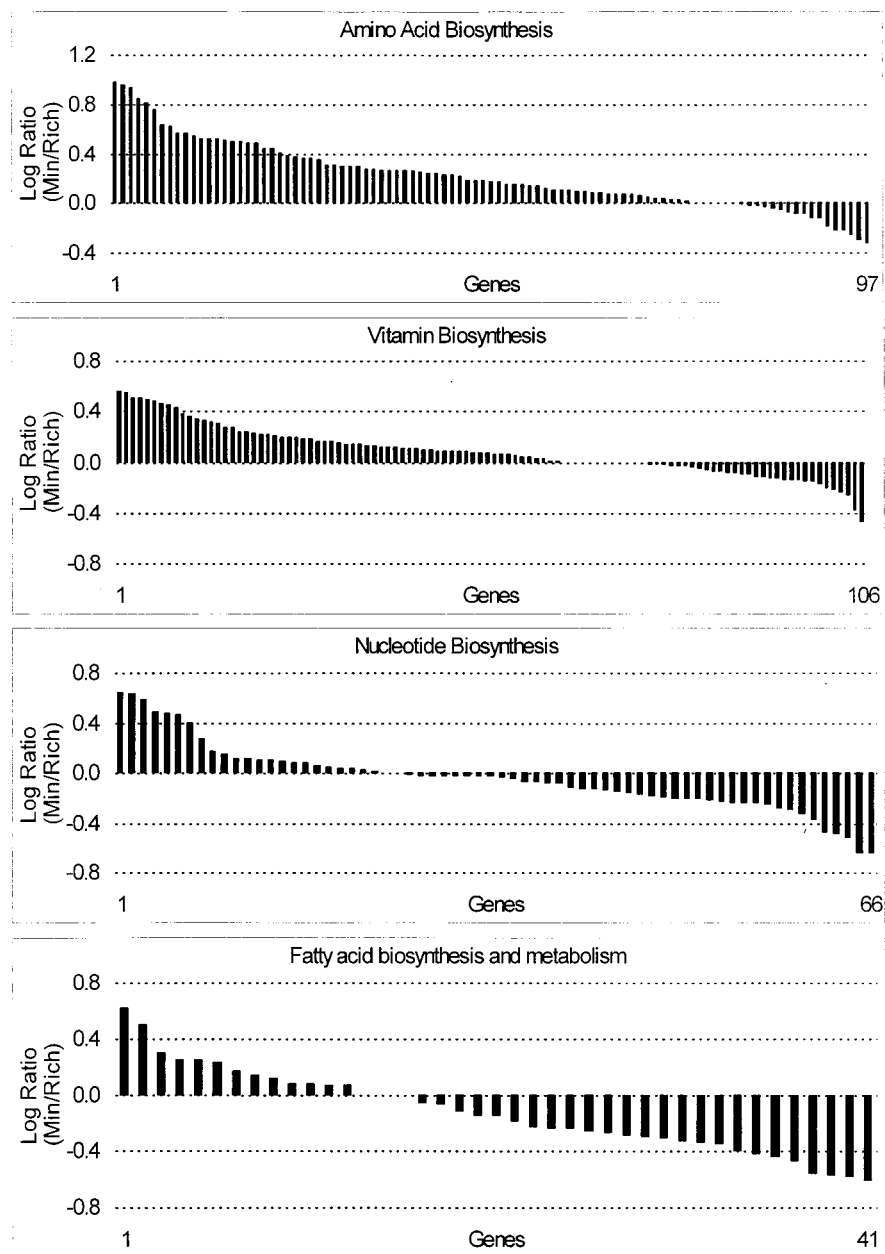 Amino Acid Biosynthesis
1.2
0.8
0.4
0.0
-0.4
Log Ratio
(Min/Rich)
1 Genes 97
Vitamin Biosynthesis
0.8
0.4
0.0
-0.4
-0.8
Log Ratio
(Min/Rich)
1 Genes 106
Nucleotide Biosynthesis
0.8
0.4
0.0
-0.4
-0.8
Log Ratio
(Min/Rich)
1 Genes 66
Fatty acid biosynthesis and metabolism
0.8
0.4
0.0
-0.4
-0.8
Log Ratio
(Min/Rich)
1 Genes 41